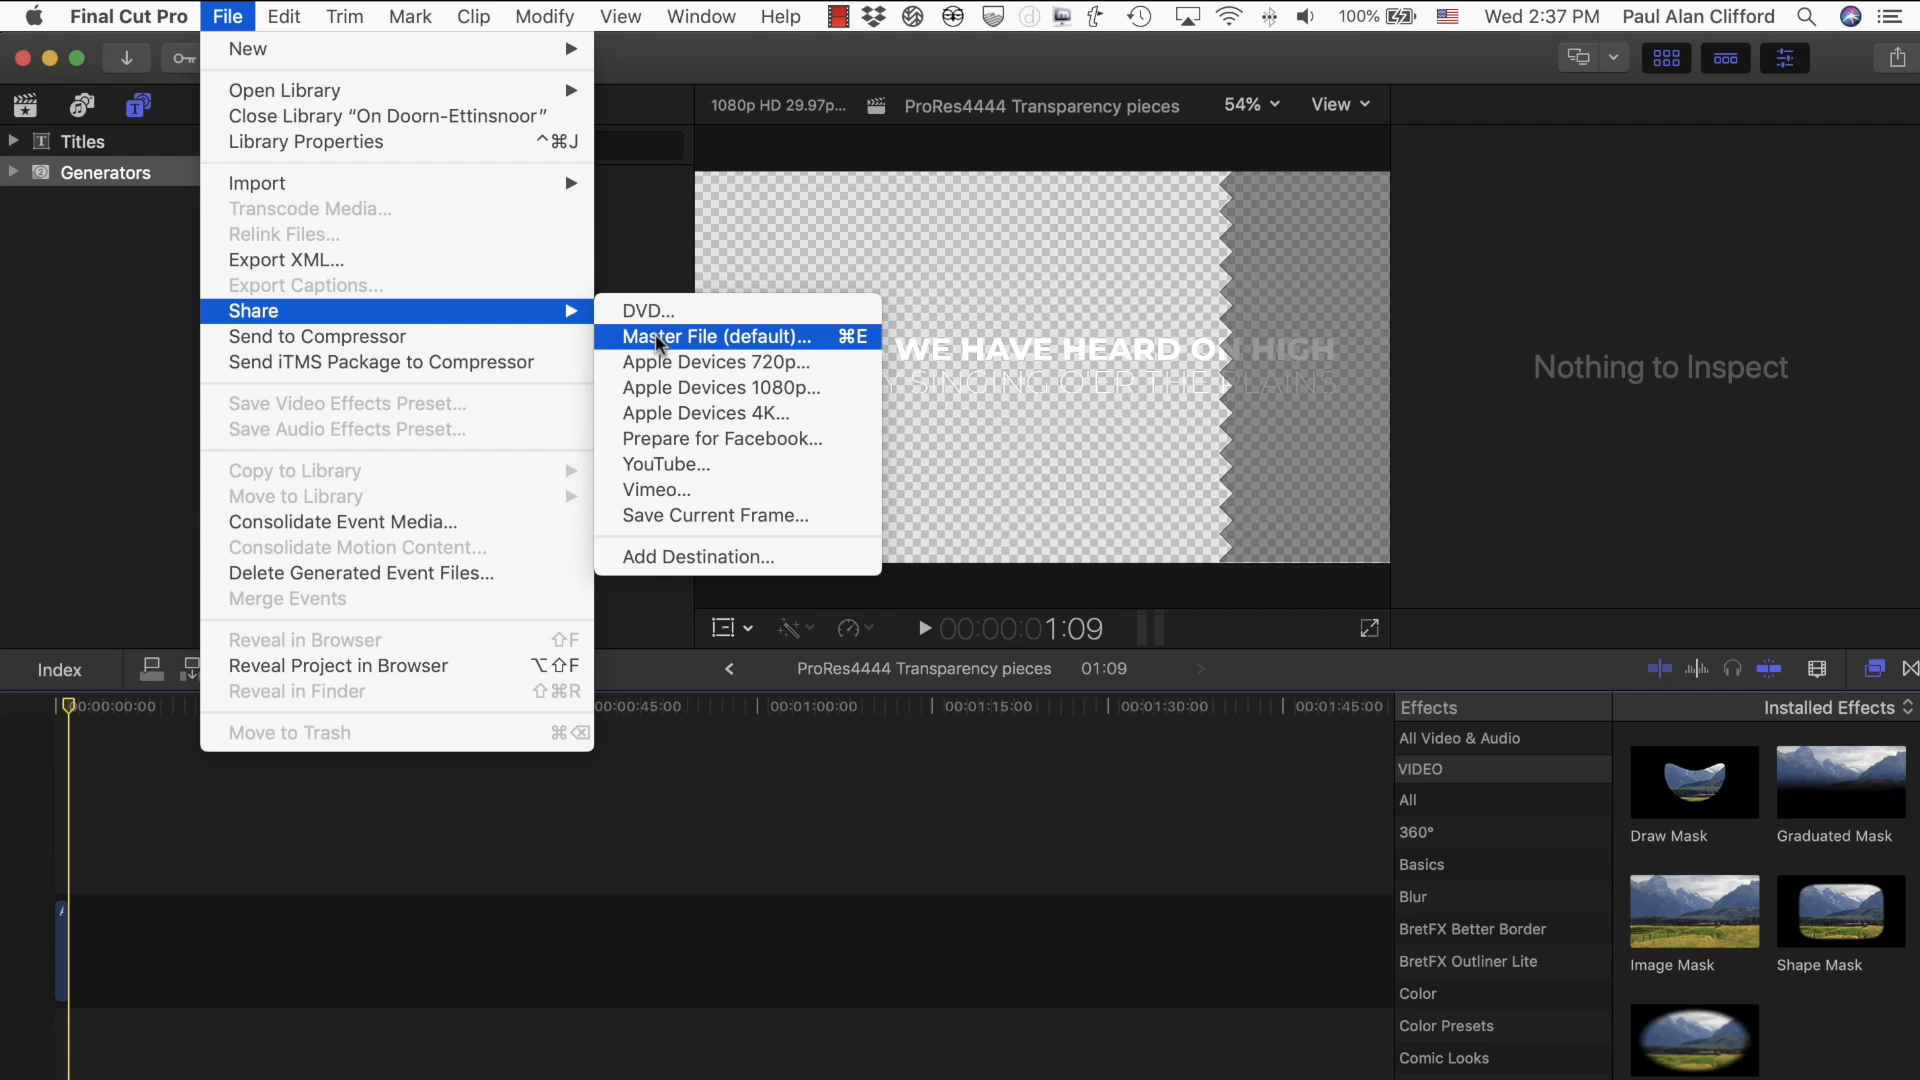 Final Cut Pro File Edit Trim Mark Clip Modify View Window Help 100% Wed 2:37 PM Paul Alan Clifford
New
Open Library
Close Library “On Doorn-Ettinsnoor”
Library Properties ^⌘J
Import
Transcode Media...
Relink Files...
Export XML...
Export Captions...
Share
Send to Compressor
Send iTMS Package to Compressor
Save Video Effects Preset...
Save Audio Effects Preset...
Copy to Library
Move to Library
Consolidate Event Media...
Consolidate Motion Content...
Delete Generated Event Files...
Merge Events
Reveal in Browser ⇧F
Reveal Project in Browser ⌥⇧F
Reveal in Finder ⇧⌘R
Move to Trash ⌘⌫
DVD...
Master File (default)... ⌘E
Apple Devices 720p...
Apple Devices 1080p...
Apple Devices 4K...
Prepare for Facebook...
YouTube...
Vimeo...
Save Current Frame...
Add Destination...
Titles
Generators
1080p HD 29.97p... ProRes4444 Transparency pieces 54% View
WE HAVE HEARD ON HIGH
Y SINGING O'ER THE PLAINS
Nothing to Inspect
00:00:01:09
Index
ProRes4444 Transparency pieces 01:09
00:00:00:00 00:00:45:00 00:01:00:00 00:01:15:00 00:01:30:00 00:01:45:00
Effects Installed Effects
All Video & Audio
VIDEO
All
360°
Basics
Blur
BretFX Better Border
BretFX Outliner Lite
Color
Color Presets
Comic Looks
Draw Mask
Graduated Mask
Image Mask
Shape Mask